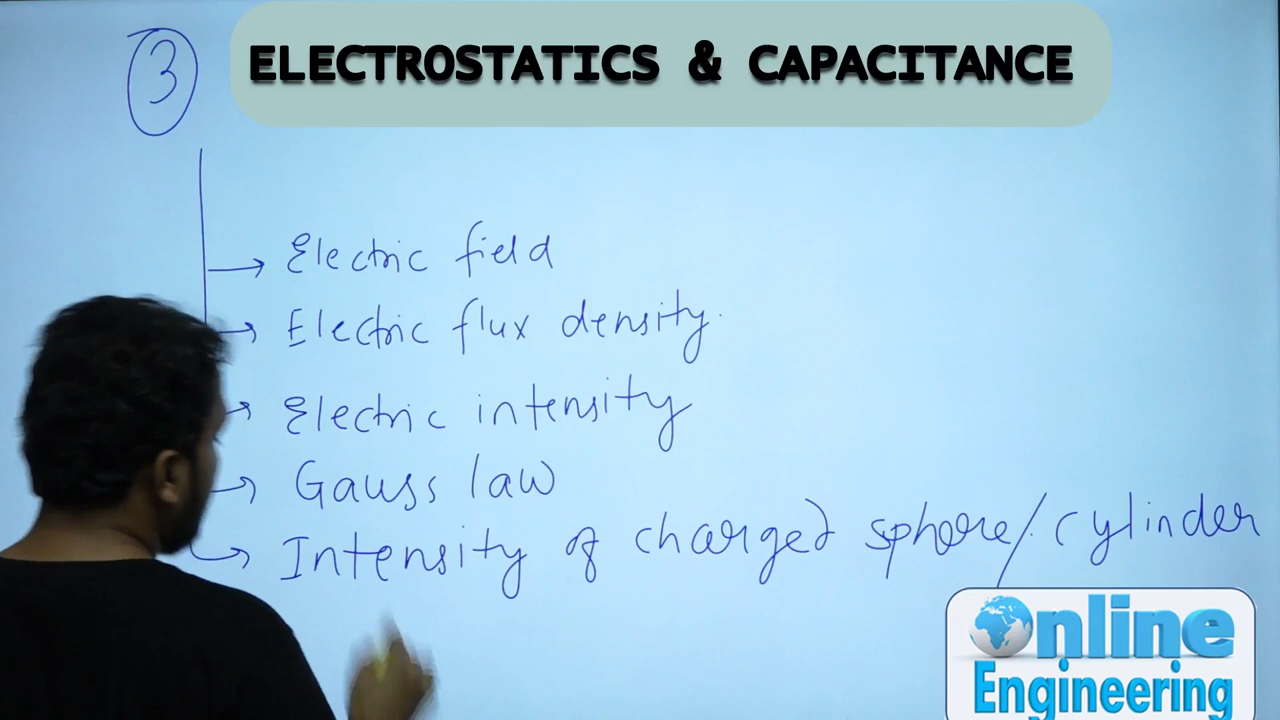 3
ELECTROSTATICS & CAPACITANCE
Electric field
Electric flux density.
Electric intensity
Gauss law
Intensity of charged sphere/cylinder
Online
Engineering